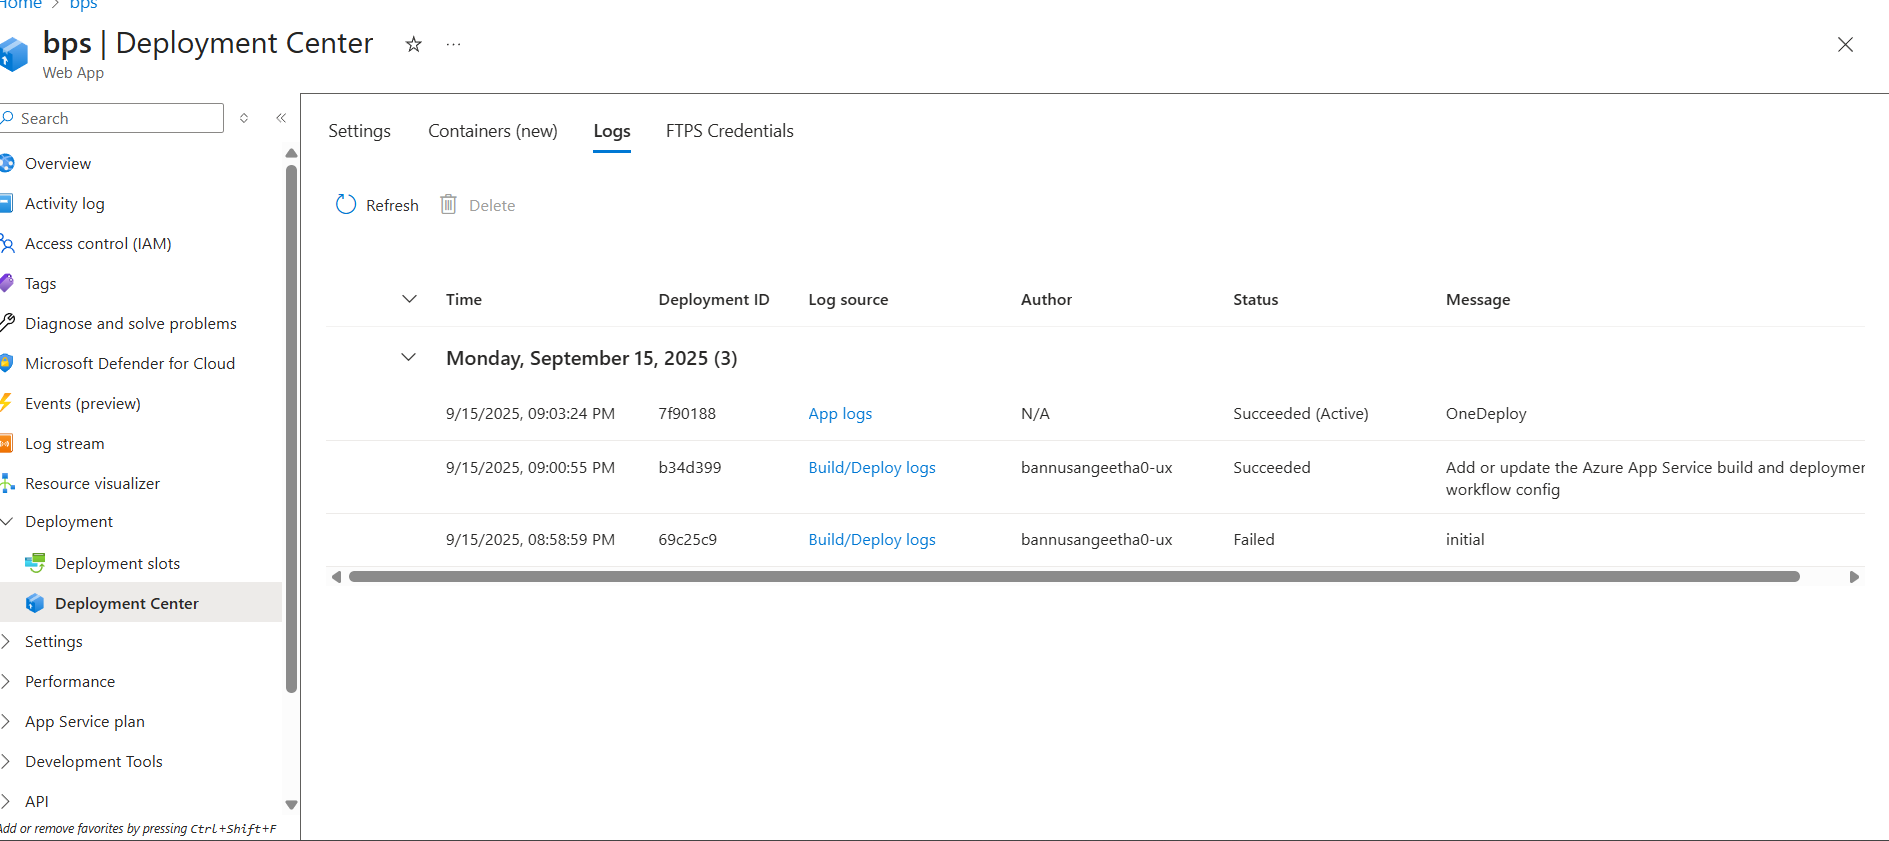 Home > bps
bps | Deployment Center
Web App
Search
Overview
Activity log
Access control (IAM)
Tags
Diagnose and solve problems
Microsoft Defender for Cloud
Events (preview)
Log stream
Resource visualizer
Deployment
Deployment slots
Deployment Center
Settings
Performance
App Service plan
Development Tools
API
Add or remove favorites by pressing Ctrl+Shift+F
Settings Containers (new) Logs FTPS Credentials
Refresh Delete
Time Deployment ID Log source Author Status Message
Monday, September 15, 2025 (3)
9/15/2025, 09:03:24 PM 7f90188 App logs N/A Succeeded (Active) OneDeploy
9/15/2025, 09:00:55 PM b34d399 Build/Deploy logs bannusangeetha0-ux Succeeded Add or update the Azure App Service build and deploymer
workflow config
9/15/2025, 08:58:59 PM 69c25c9 Build/Deploy logs bannusangeetha0-ux Failed initial